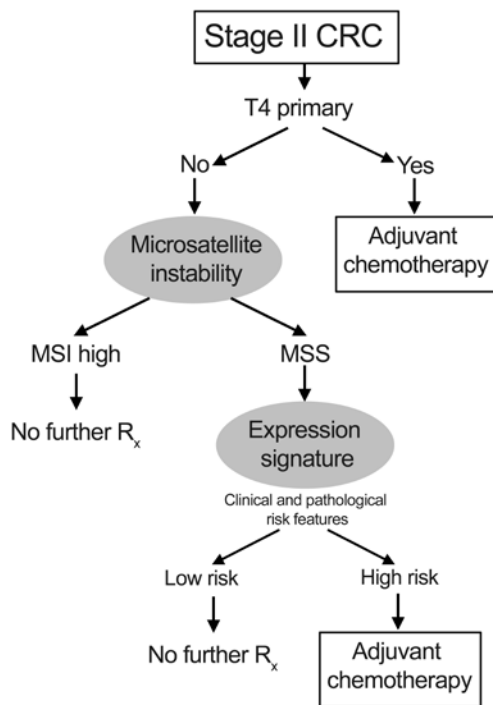 Stage II CRC
T4 primary
No
Yes
Microsatellite
instability
Adjuvant
chemotherapy
MSI high
MSS
No further Rₓ
Expression
signature
Clinical and pathological
risk features
Low risk
High risk
No further Rₓ
Adjuvant
chemotherapy